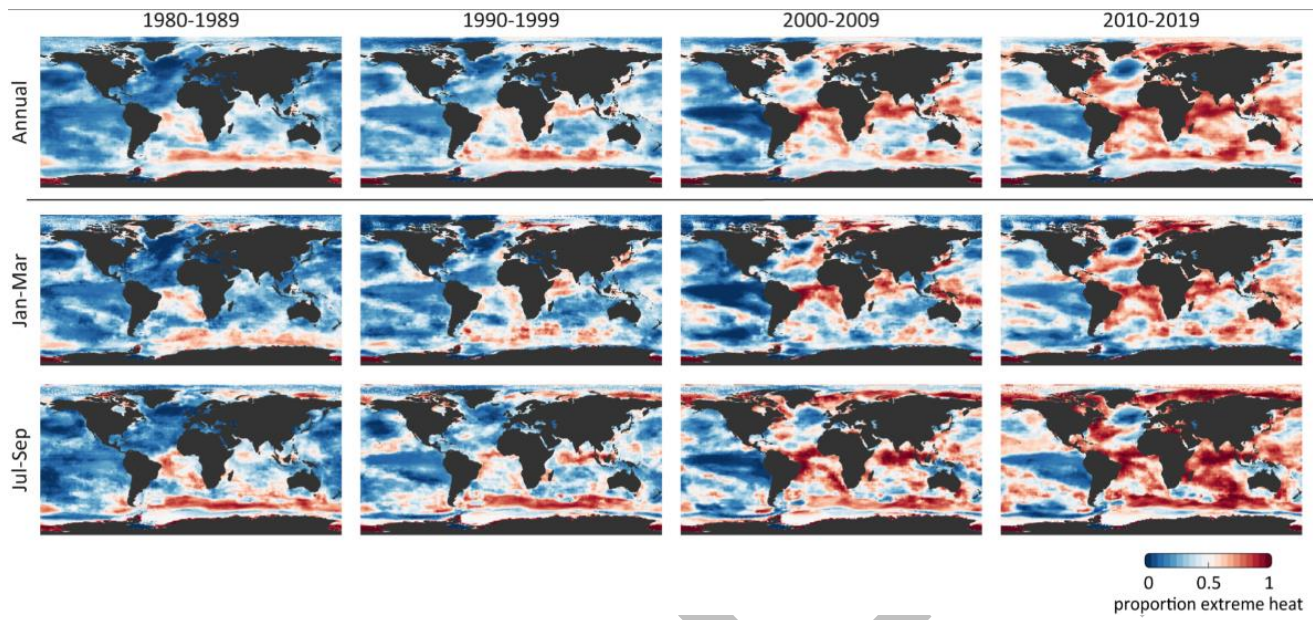 1980-1989 1990-1999 2000-2009 2010-2019
Annual
Jan-Mar
Jul-Sep
0 0.5 1
proportion extreme heat